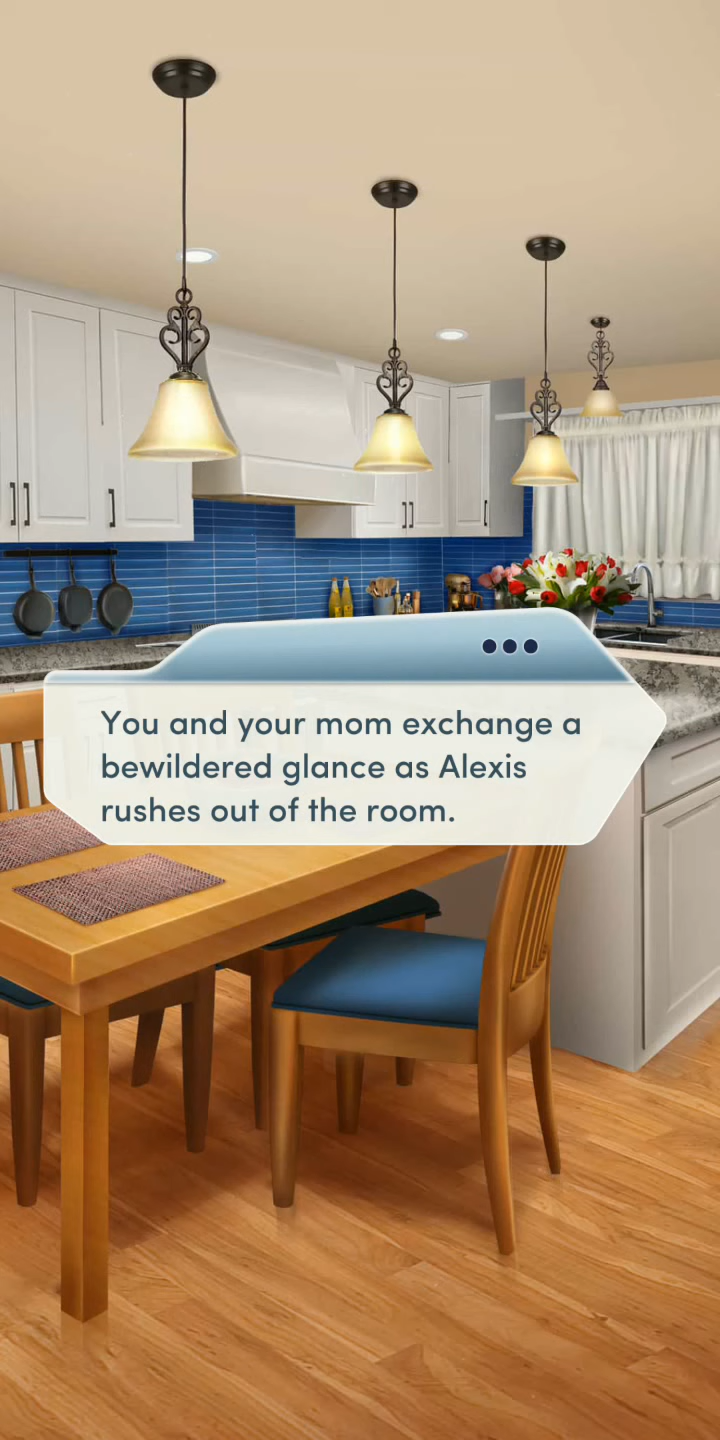 You and your mom exchange a
bewildered glance as Alexis
rushes out of the room.